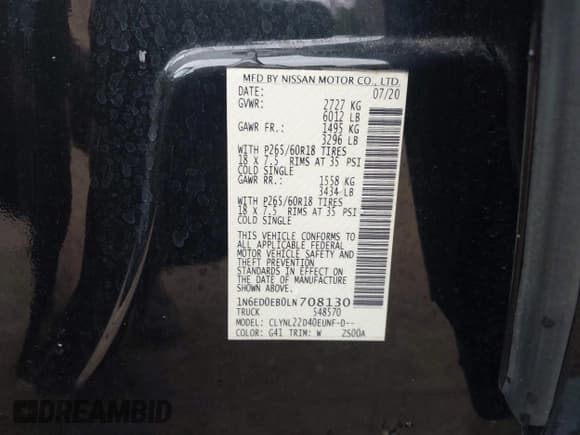 MFD BY NISSAN MOTOR CO., LTD.
DATE: 07/20
GVWR: 2727 KG
6012 LB
GAWR FR.: 1495 KG
3296 LB
WITH P265/60R18 TIRES
18 X 7.5 RIMS AT 35 PSI
COLD SINGLE
GAWR RR.: 1558 KG
3434 LB
WITH P265/60R18 TIRES
18 X 7.5 RIMS AT 35 PSI
COLD SINGLE
THIS VEHICLE CONFORMS TO
ALL APPLICABLE FEDERAL
MOTOR VEHICLE SAFETY AND
THEFT PREVENTION
STANDARDS IN EFFECT ON
THE DATE OF MANUFACTURE
SHOWN ABOVE.
1N6ED0EB0LN708130
TRUCK 548570
MODEL: CLYNL22D40EUNF-D--
COLOR: G41 TRIM: W ZS00A
DREAMBID